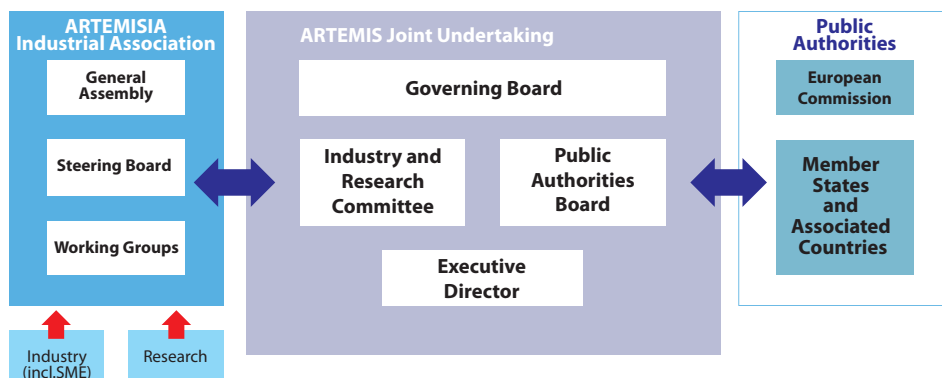 ARTEMISIA
Industrial Association
General
Assembly
Steering Board
Working Groups
Industry
(incl.SME)
Research
ARTEMIS Joint Undertaking
Governing Board
Industry and
Research
Committee
Public
Authorities
Board
Executive
Director
Public
Authorities
European
Commission
Member
States
and
Associated
Countries